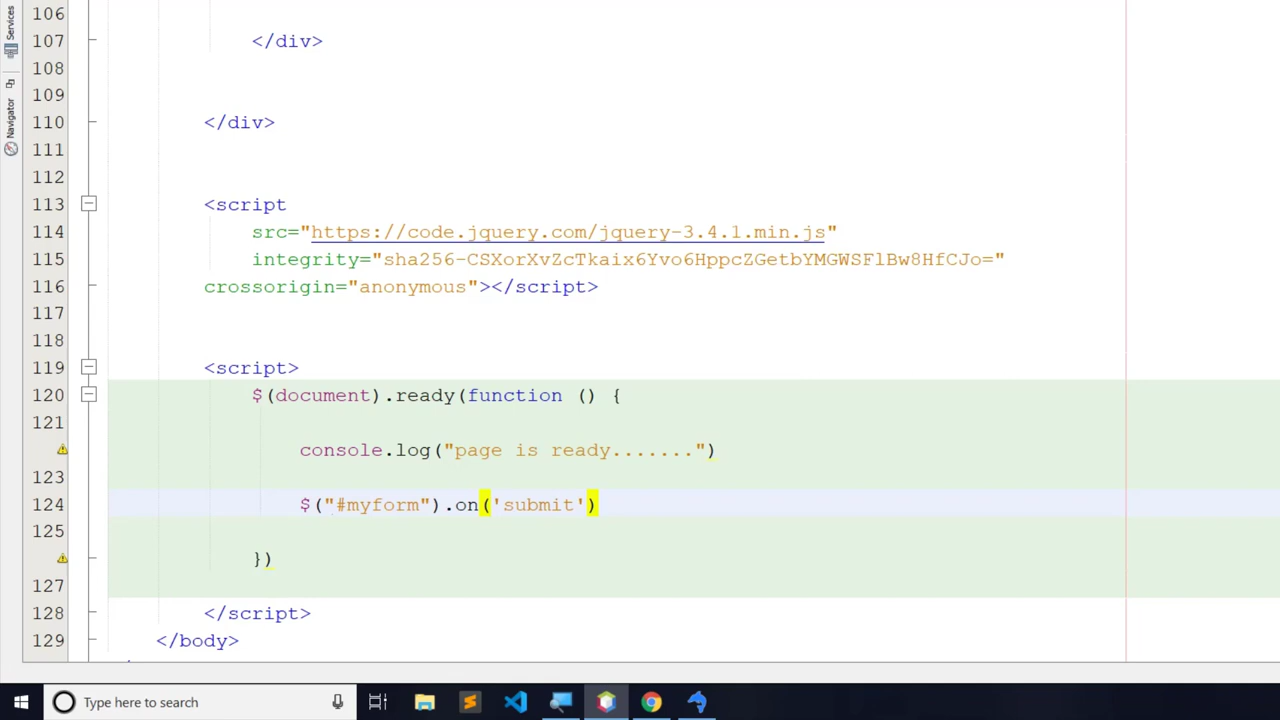 Services
Navigator
106
107 </div>
108
109
110 </div>
111
112
113 <script
114 src="https://code.jquery.com/jquery-3.4.1.min.js"
115 integrity="sha256-CSXorXvZcTkaix6Yvo6HppcZGetbYMGWSFlBw8HfCJo="
116 crossorigin="anonymous"></script>
117
118
119 <script>
120 $(document).ready(function () {
121
console.log("page is ready.......")
123
124 $("#myform").on('submit')
125
})
127
128 </script>
129 </body>
Type here to search